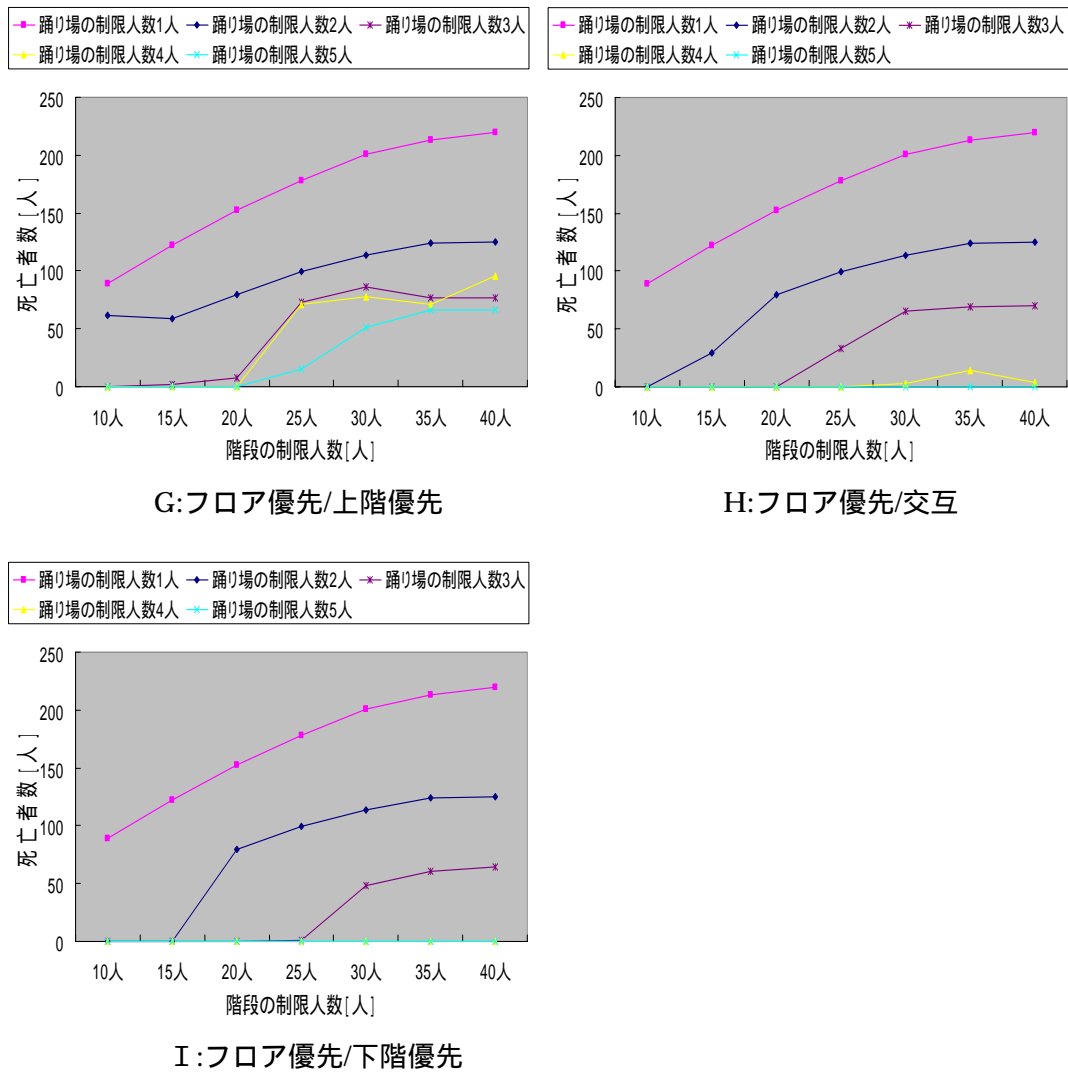 踊り場の制限人数1人 踊り場の制限人数2人 踊り場の制限人数3人
踊り場の制限人数4人 踊り場の制限人数5人
250
200
150
100
50
0
死亡者数[人]
10人 15人 20人 25人 30人 35人 40人
階段の制限人数[人]
G:フロア優先/上階優先
踊り場の制限人数1人 踊り場の制限人数2人 踊り場の制限人数3人
踊り場の制限人数4人 踊り場の制限人数5人
250
200
150
100
50
0
死亡者数[人]
10人 15人 20人 25人 30人 35人 40人
階段の制限人数[人]
H:フロア優先/交互
踊り場の制限人数1人 踊り場の制限人数2人 踊り場の制限人数3人
踊り場の制限人数4人 踊り場の制限人数5人
250
200
150
100
50
0
死亡者数[人]
10人 15人 20人 25人 30人 35人 40人
階段の制限人数[人]
I:フロア優先/下階優先